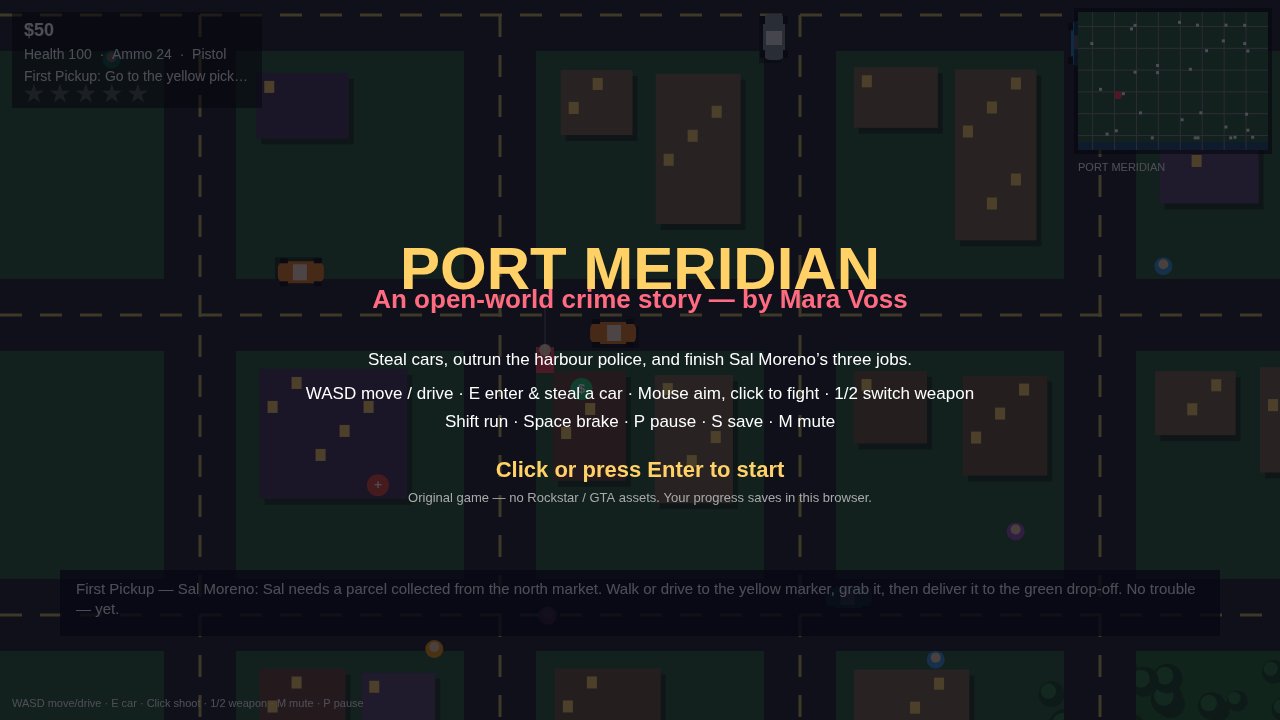 $50
Health 100 · Ammo 24 · Pistol
First Pickup: Go to the yellow pick…
★★★★★
PORT MERIDIAN
PORT MERIDIAN
An open-world crime story — by Mara Voss
Steal cars, outrun the harbour police, and finish Sal Moreno’s three jobs.
WASD move / drive · E enter & steal a car · Mouse aim, click to fight · 1/2 switch weapon
Shift run · Space brake · P pause · S save · M mute
+
Click or press Enter to start
Original game — no Rockstar / GTA assets. Your progress saves in this browser.
First Pickup — Sal Moreno: Sal needs a parcel collected from the north market. Walk or drive to the yellow marker, grab it, then deliver it to the green drop-off. No trouble
— yet.
WASD move/drive · E car · Click shoot · 1/2 weapon · M mute · P pause